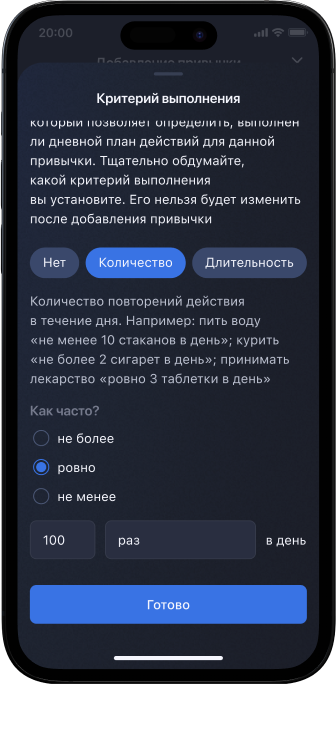 20:00
Добавление привычки
Критерий выполнения
который позволяет определить, выполнен
ли дневной план действий для данной
привычки. Тщательно обдумайте,
какой критерий выполнения
вы установите. Его нельзя будет изменить
после добавления привычки
Нет Количество Длительность
Количество повторений действия
в течение дня. Например: пить воду
«не менее 10 стаканов в день»; курить
«не более 2 сигарет в день»; принимать
лекарство «ровно 3 таблетки в день»
Как часто?
не более
ровно
не менее
100 раз в день
Готово